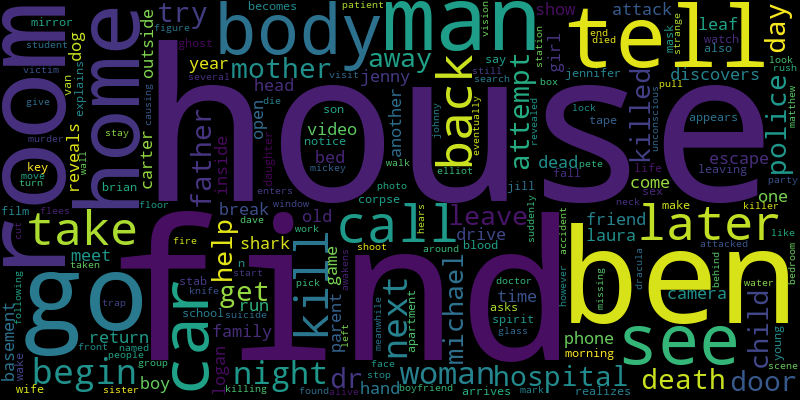 house
find
ben
tell
man
body
go
room
home
see
car
back
take
call
later
kill
begin
night
next
woman
hospital
mother
father
away
attempt
police
day
killed
child
door
death
michael
leave
help
get
dr
try
mirror
becomes
patient
show
attack
leaf
vision
figure
ghost
say
station
girl
mask
end
died
strange
watch
also
look
rush
student
victim
van
explains
dog
year
several
visit
still
search
box
jennifer
pull
discovers
matthew
outside
head
jenny
eventually
revealed
unconscious
appears
give
wall
reveals
causing
open
die
son
video
notice
another
johnny
lock
tape
leaving
party
murder
stay
carter
inside
daughter
mickey
bed
walk
elliot
dead
pete
life
escape
key
move
turn
brian
floor
enters
window
photo
corpse
jill
fall
come
sex
one
film
flees
break
dave
old
work
suddenly
friend
neck
make
killer
like
cut
meet
taken
fire
shark
game
hears
drive
around
blood
shoot
accident
laura
attacked
behind
bedroom
dracula
stab
n
start
knife
pick
awakens
parent
doctor
time
however
missing
camera
water
basement
following
trap
return
school
suicide
run
family
left
meanwhile
apartment
asks
spirit
glass
phone
morning
young
scene
wake
front
named
people
group
boy
logan
face
stop
hand
boyfriend
arrives
mark
realizes
wife
sister
killing
found
alive